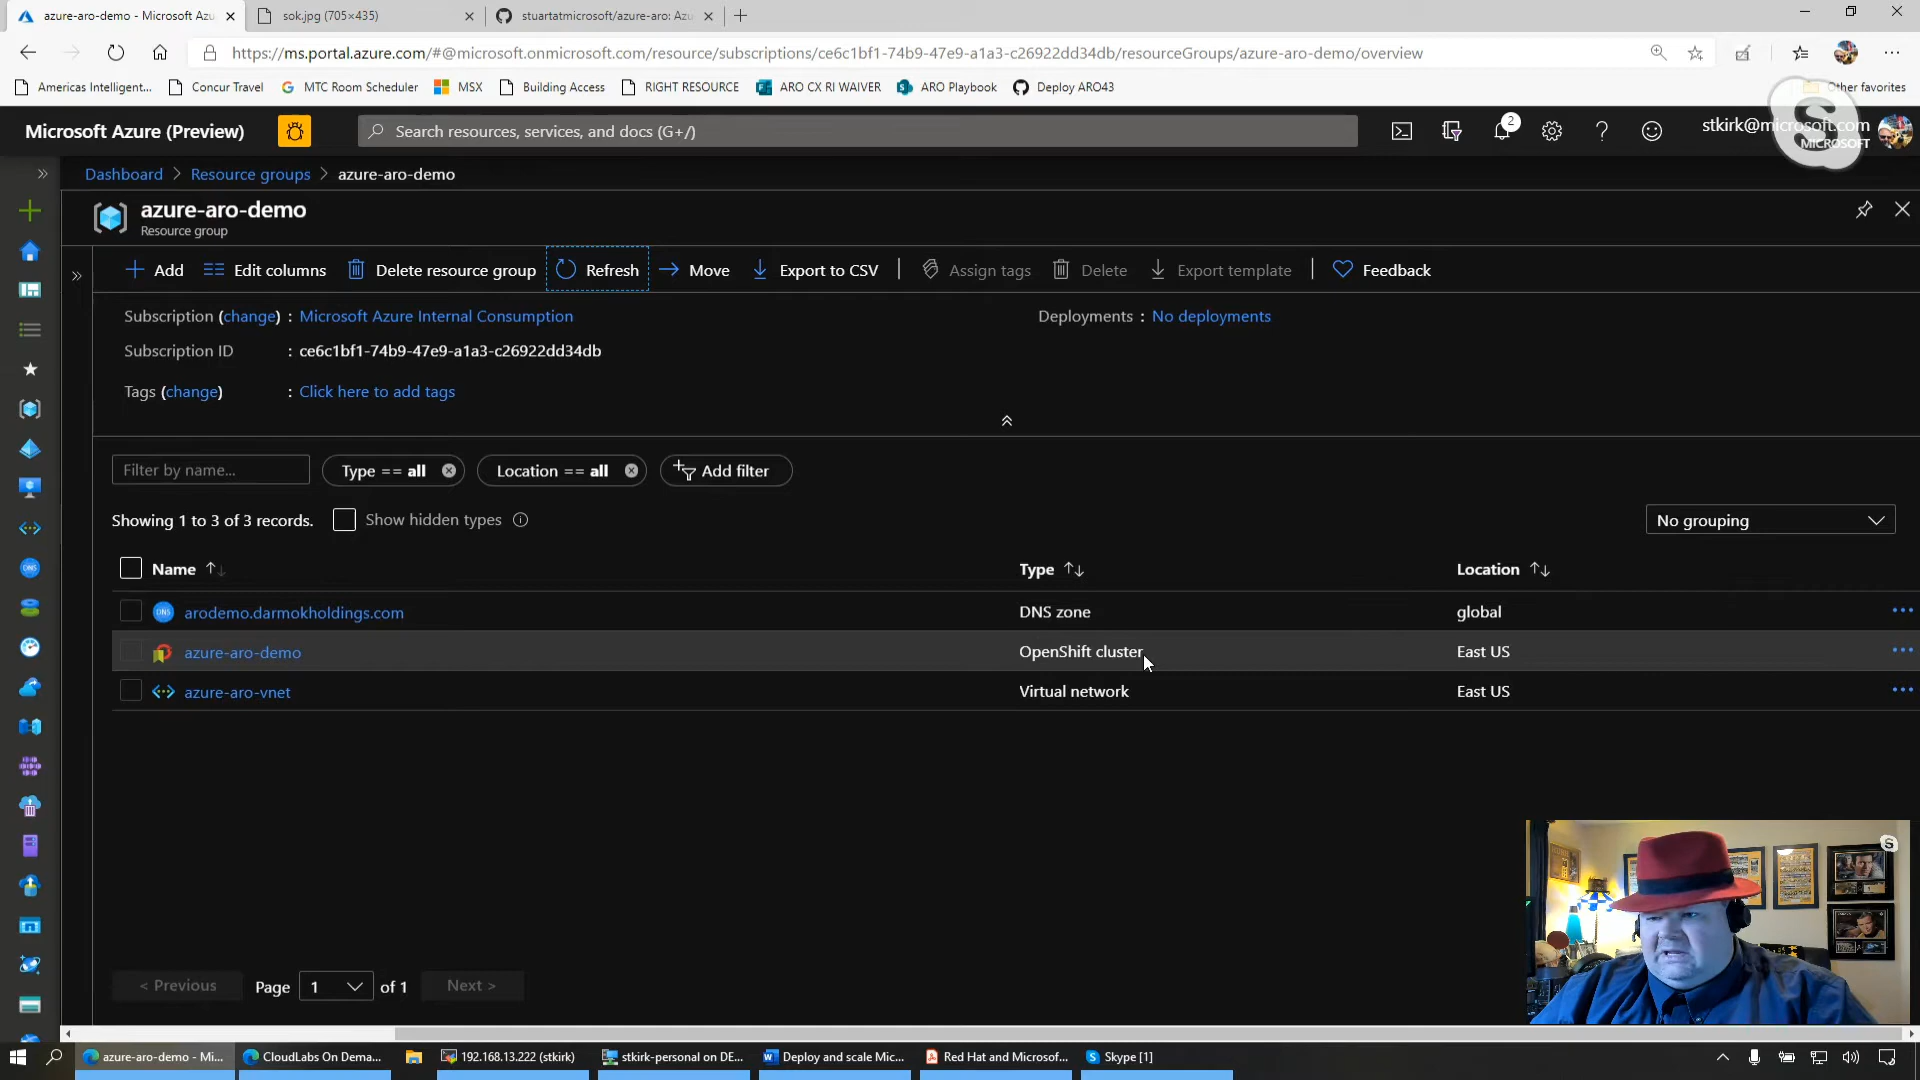 azure-aro-demo - Microsoft Azu
sok.jpg (705×435)
stuartatmicrosoft/azure-aro: Azu
https://ms.portal.azure.com/#@microsoft.onmicrosoft.com/resource/subscriptions/ce6c1bf1-74b9-47e9-a1a3-c26922dd34db/resourceGroups/azure-aro-demo/overview
Americas Intelligent...
Concur Travel
MTC Room Scheduler
MSX
Building Access
RIGHT RESOURCE
ARO CX RI WAIVER
ARO Playbook
Deploy ARO43
Other favorites
Microsoft Azure (Preview)
Search resources, services, and docs (G+/)
2
stkirk@microsoft.com
MICROSOFT
Dashboard > Resource groups > azure-aro-demo
azure-aro-demo
Resource group
Add
Edit columns
Delete resource group
Refresh
Move
Export to CSV
Assign tags
Delete
Export template
Feedback
Subscription (change) : Microsoft Azure Internal Consumption
Deployments : No deployments
Subscription ID : ce6c1bf1-74b9-47e9-a1a3-c26922dd34db
Tags (change) : Click here to add tags
Filter by name...
Type == all
Location == all
Add filter
Showing 1 to 3 of 3 records.
Show hidden types
No grouping
Name
Type
Location
DNS
arodemo.darmokholdings.com
DNS zone
global
azure-aro-demo
OpenShift cluster
East US
azure-aro-vnet
Virtual network
East US
< Previous
Page 1 of 1
Next >
azure-aro-demo - Mi...
CloudLabs On Dema...
192.168.13.222 (stkirk)
stkirk-personal on DE...
Deploy and scale Mic...
Red Hat and Microsof...
Skype [1]